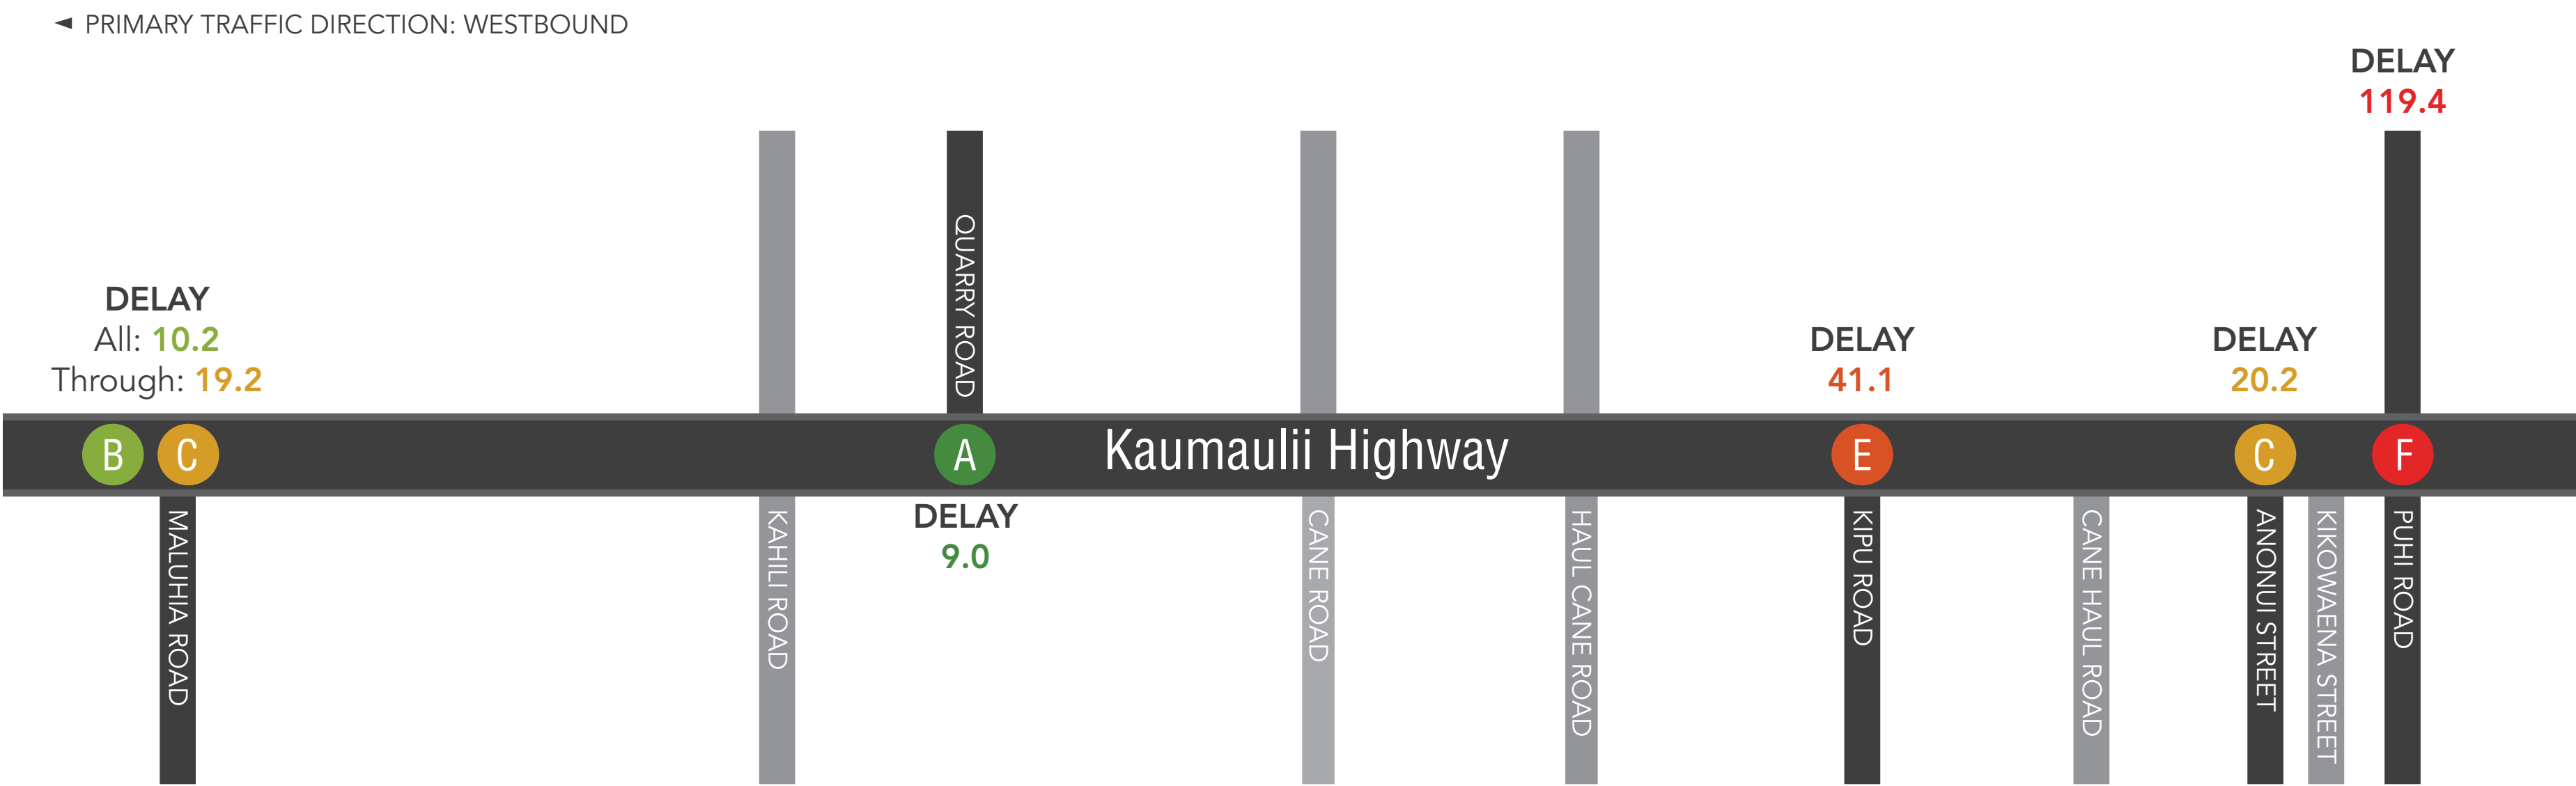 ◄ PRIMARY TRAFFIC DIRECTION: WESTBOUND
DELAY
119.4
QUARRY ROAD
DELAY
All: 10.2
Through: 19.2
DELAY
41.1
DELAY
20.2
B
C
A
Kaumaulii Highway
E
C
F
MALUHIA ROAD
KAHILI ROAD
DELAY
9.0
CANE ROAD
HAUL CANE ROAD
KIPU ROAD
CANE HAUL ROAD
ANONUI STREET
KIKOWAENA STREET
PUHI ROAD